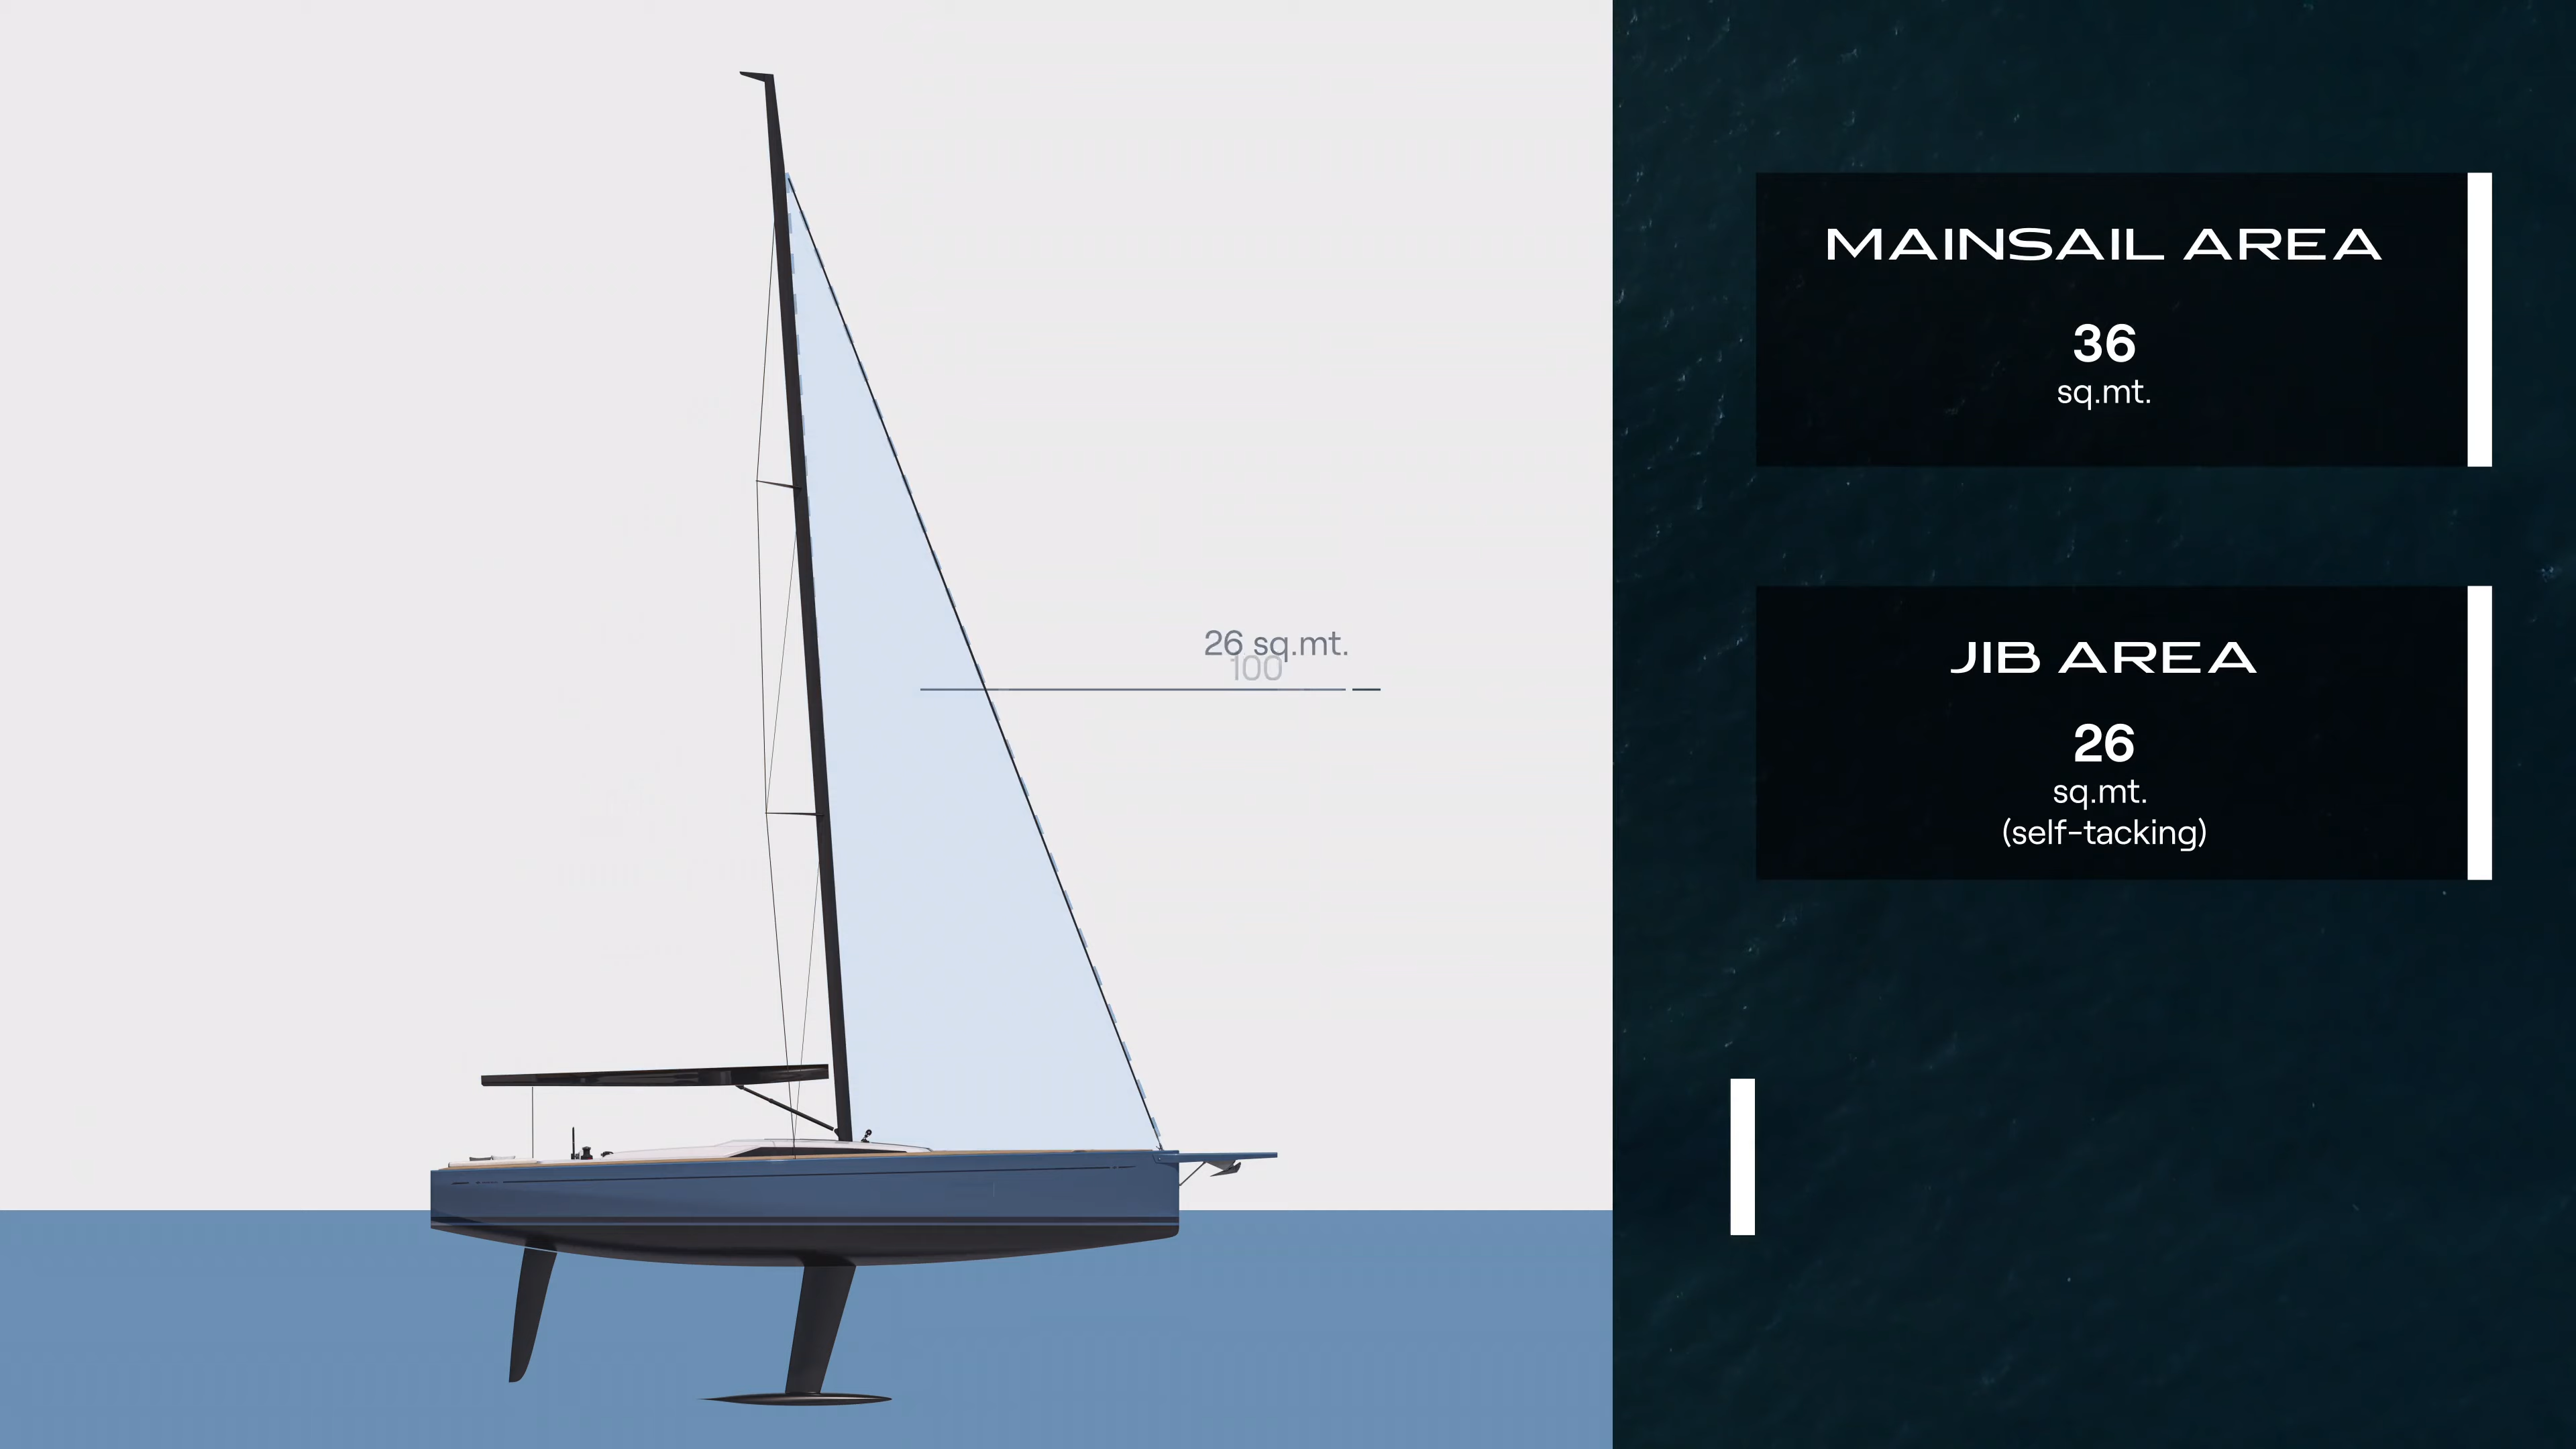 26 sq.mt.
100
MAINSAIL AREA
36
sq.mt.
JIB AREA
26
sq.mt.
(self-tacking)